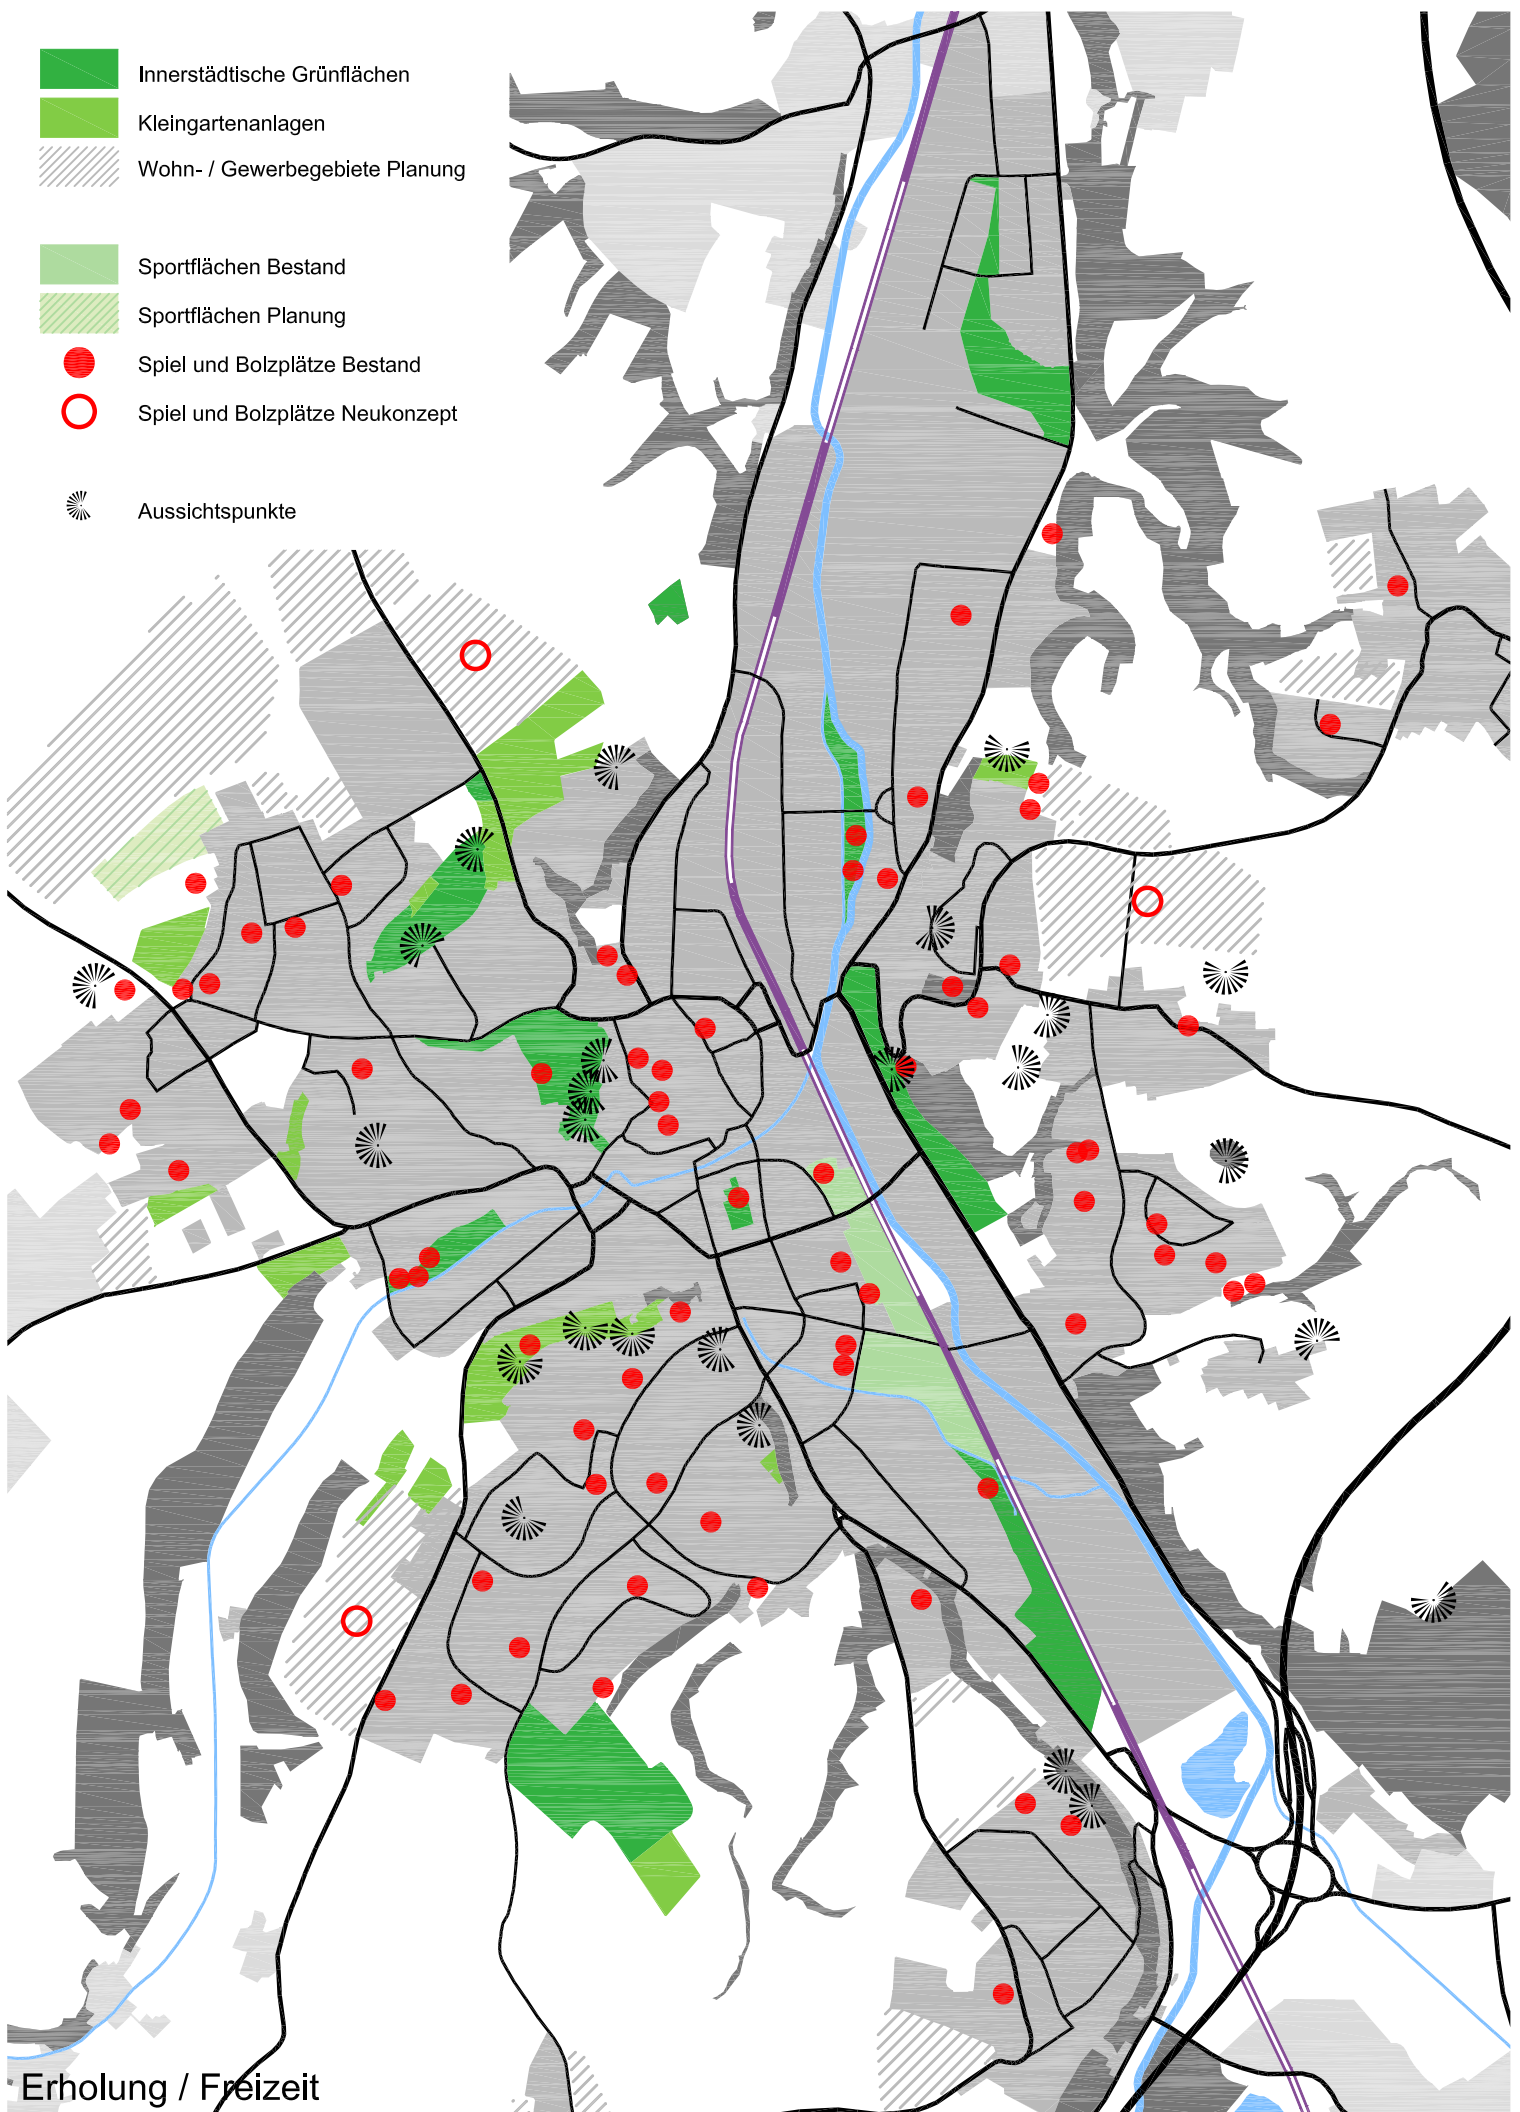 Innerstädtische Grünflächen
Kleingartenanlagen
Wohn- / Gewerbegebiete Planung
Sportflächen Bestand
Sportflächen Planung
Spiel und Bolzplätze Bestand
Spiel und Bolzplätze Neukonzept
Aussichtspunkte
Erholung / Freizeit